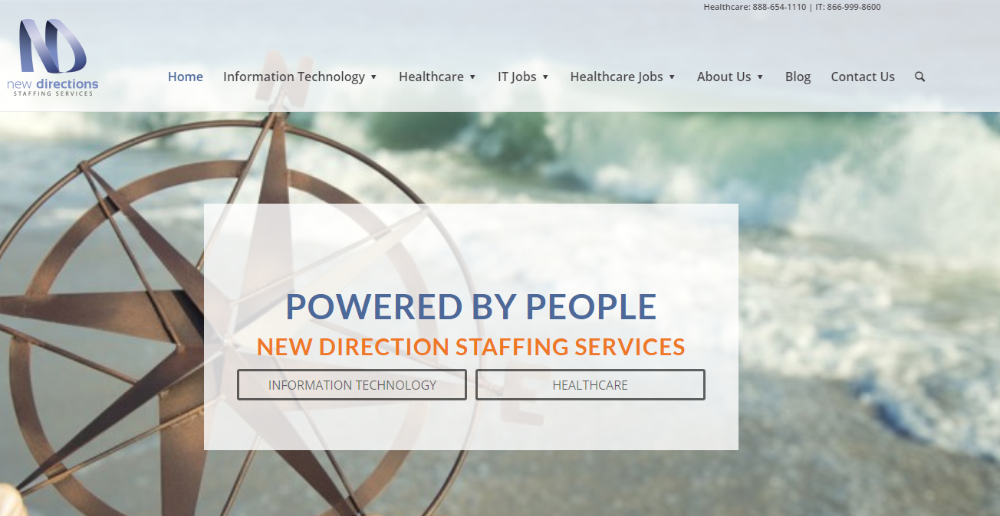 Healthcare: 888-654-1110 | IT: 866-999-8600
ND
new directions
STAFFING SERVICES
Home Information Technology Healthcare IT Jobs Healthcare Jobs About Us Blog Contact Us
N
POWERED BY PEOPLE
NEW DIRECTION STAFFING SERVICES
INFORMATION TECHNOLOGY HEALTHCARE
E